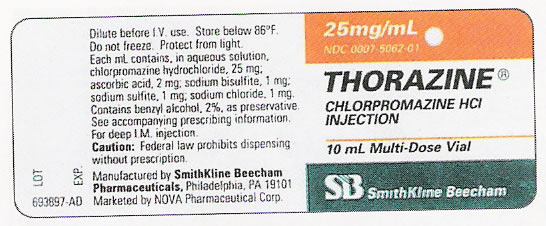 Dilute before I.V. use. Store below 86°F.
Do not freeze. Protect from light.
Each mL contains, in aqueous solution,
chlorpromazine hydrochloride, 25 mg;
ascorbic acid, 2 mg; sodium bisulfite, 1 mg;
sodium sulfite, 1 mg; sodium chloride, 1 mg.
Contains benzyl alcohol, 2%, as preservative.
See accompanying prescribing information.
For deep I.M. injection.
Caution: Federal law prohibits dispensing
without prescription.
Manufactured by SmithKline Beecham
Pharmaceuticals, Philadelphia, PA 19101
Marketed by NOVA Pharmaceutical Corp.
LOT
EXP.
693897-AD
25mg/mL
NDC 0007-5062-01
THORAZINE®
CHLORPROMAZINE HCl
INJECTION
10 mL Multi-Dose Vial
SB SmithKline Beecham